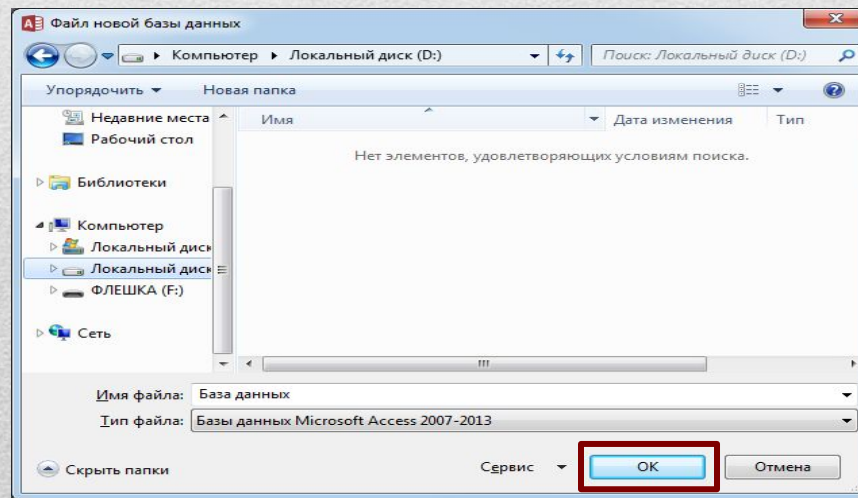 Файл новой базы данных
Компьютер ▸ Локальный диск (D:)
Поиск: Локальный диск (D:)
Упорядочить
Новая папка
Недавние места
Рабочий стол
Библиотеки
Компьютер
Локальный диск
Локальный диск
ФЛЕШКА (F:)
Сеть
Имя
Дата изменения
Тип
Нет элементов, удовлетворяющих условиям поиска.
Имя файла: База данных
Тип файла: Базы данных Microsoft Access 2007-2013
Скрыть папки
Сервис
ОК
Отмена